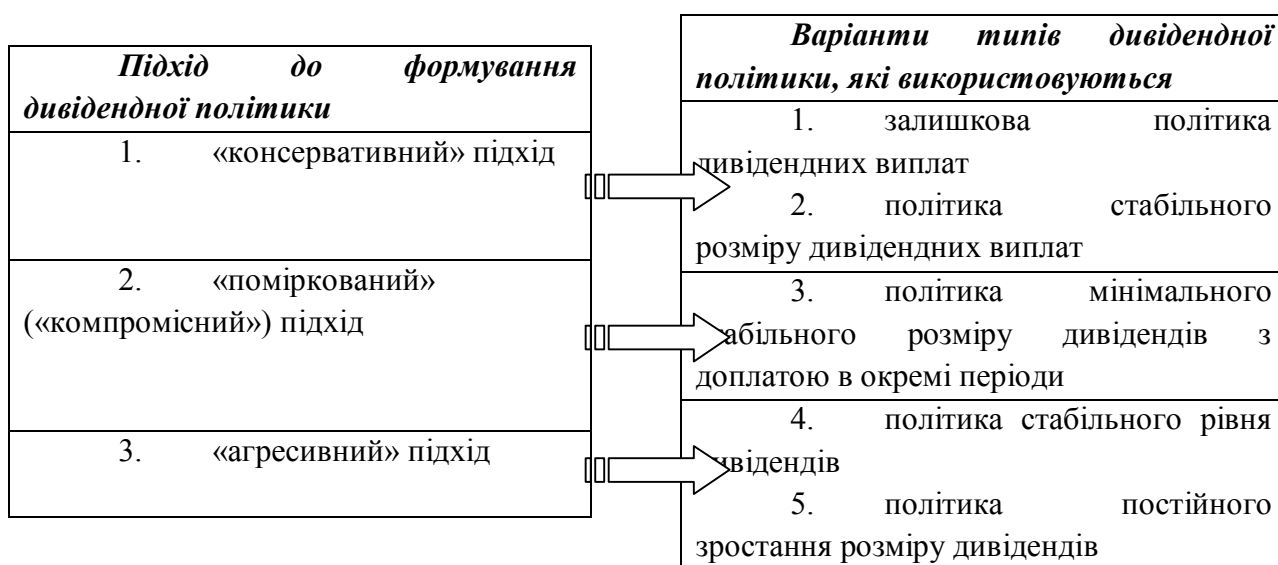 Підхід до формування
дивідендної політики
1. «консервативний» підхід
2. «поміркований»
(«компромісний») підхід
3. «агресивний» підхід
Варіанти типів дивідендної
політики, які використовуються
1. залишкова політика
дивідендних виплат
2. політика стабільного
розміру дивідендних виплат
3. політика мінімального
стабільного розміру дивідендів з
доплатою в окремі періоди
4. політика стабільного рівня
дивідендів
5. політика постійного
зростання розміру дивідендів